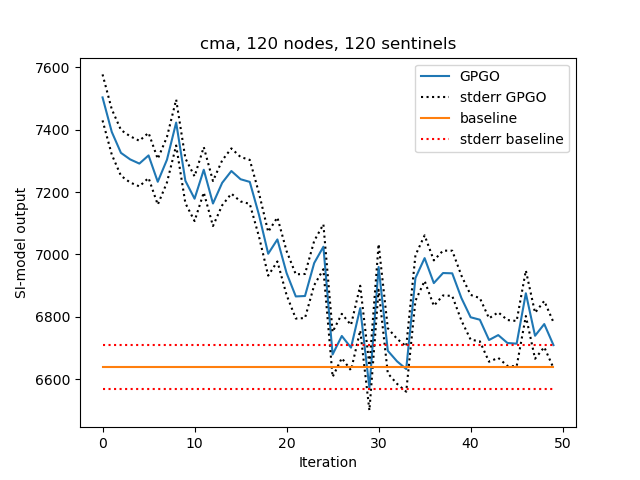 cma, 120 nodes, 120 sentinels
GPGO
stderr GPGO
baseline
stderr baseline
SI-model output
7600
7400
7200
7000
6800
6600
0 10 20 30 40 50
Iteration